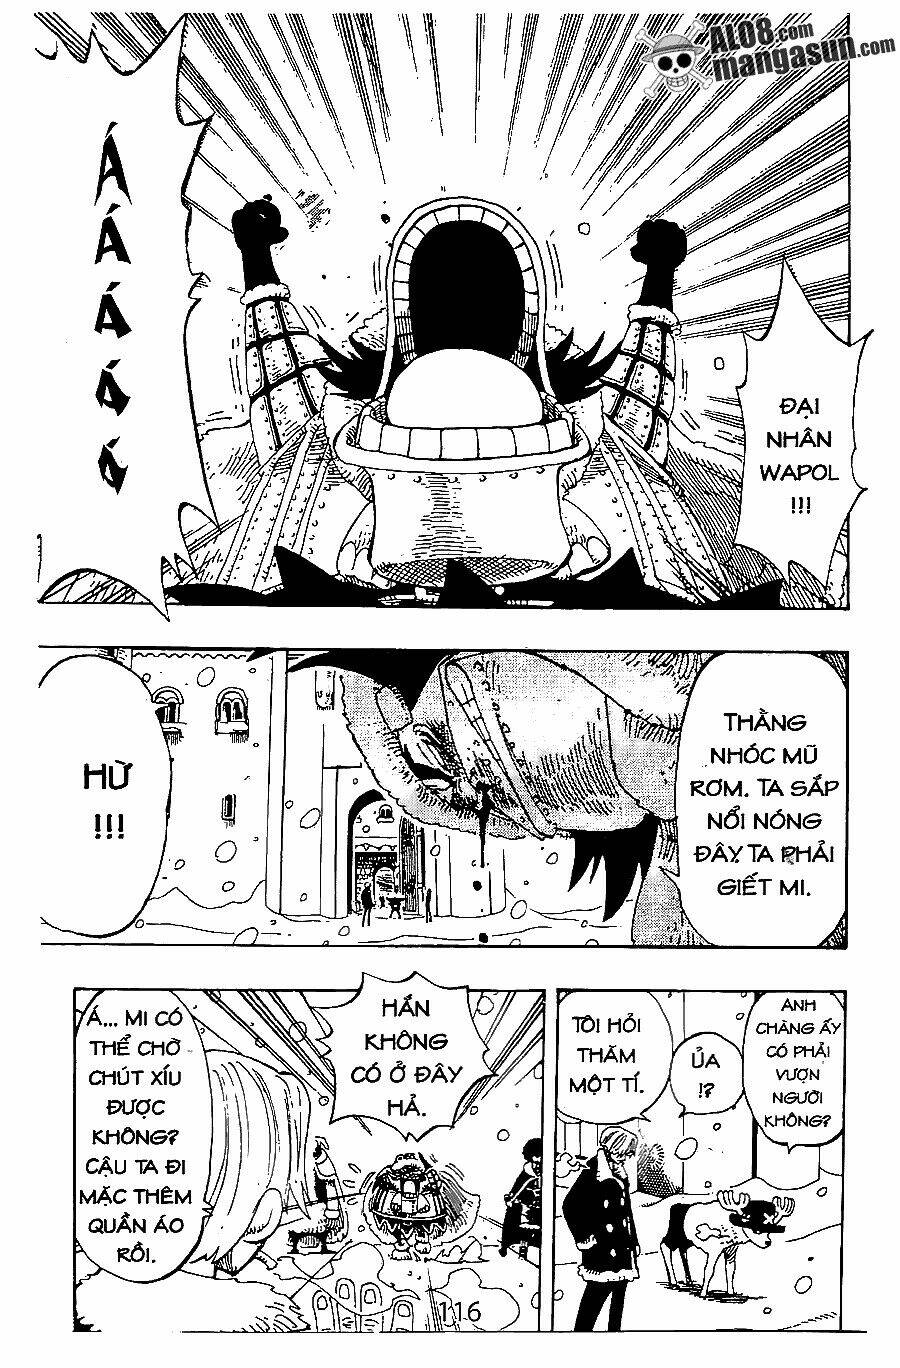 AL08.com
mangasun.com
ĐẠI
NHÂN
WAPOL
!!!
Á
Á
Á
Á
Á
THẰNG
NHÓC MŨ
RƠM. TA SẮP
NỔI NÓNG
ĐÂY. TA PHẢI
GIẾT MI.
HỪ
!!!
ANH
CHÀNG ẤY
CÓ PHẢI
VƯỢN
NGƯỜI
KHÔNG?
ỦA
!?
TÔI HỎI
THĂM
MỘT TÍ.
HẮN
KHÔNG
CÓ Ở ĐÂY
HẢ.
Á... MI CÓ
THỂ CHỜ
CHÚT XÍU
ĐƯỢC
KHÔNG?
CẬU TA ĐI
MẶC THÊM
QUẦN ÁO
RỒI.
116